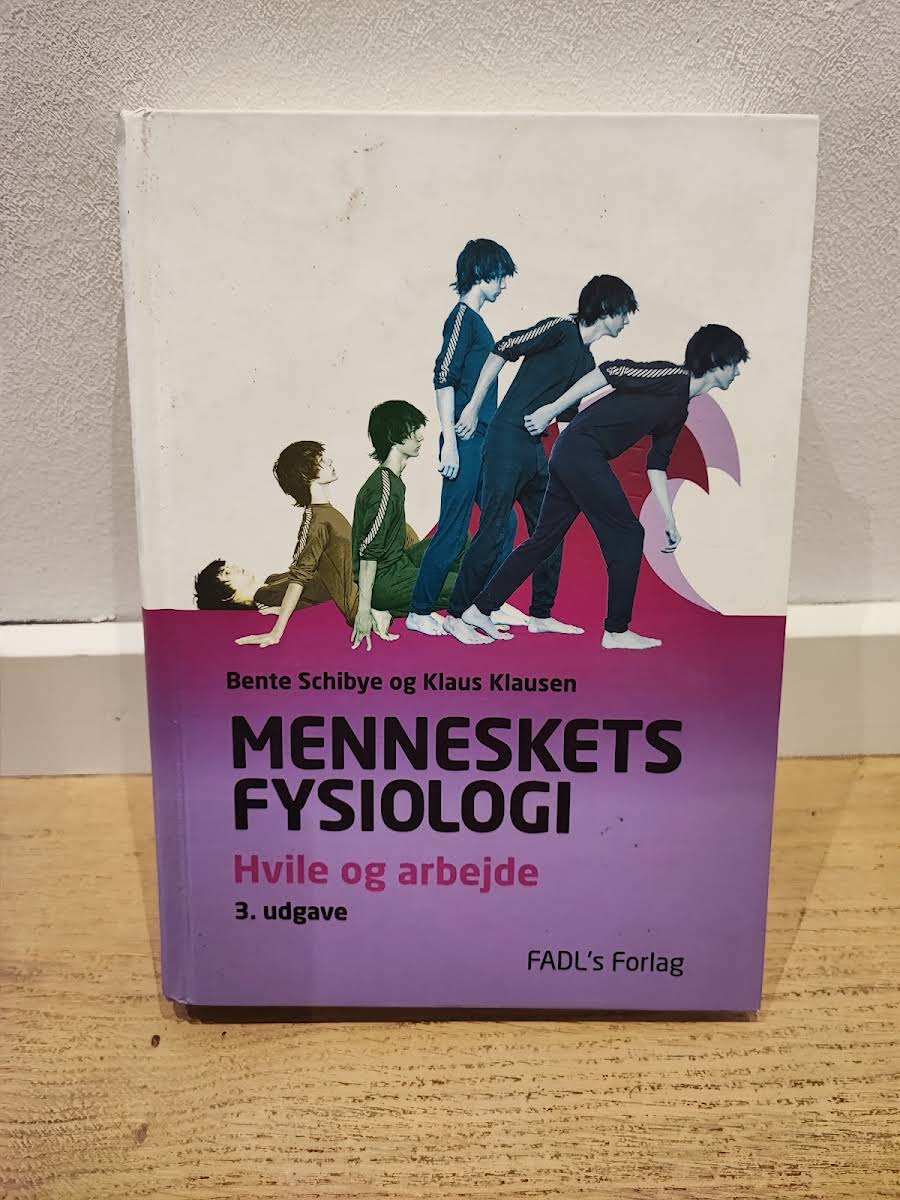 Bente Schibye og Klaus Klausen
MENNESKETS
FYSIOLOGI
Hvile og arbejde
3. udgave
FADL's Forlag